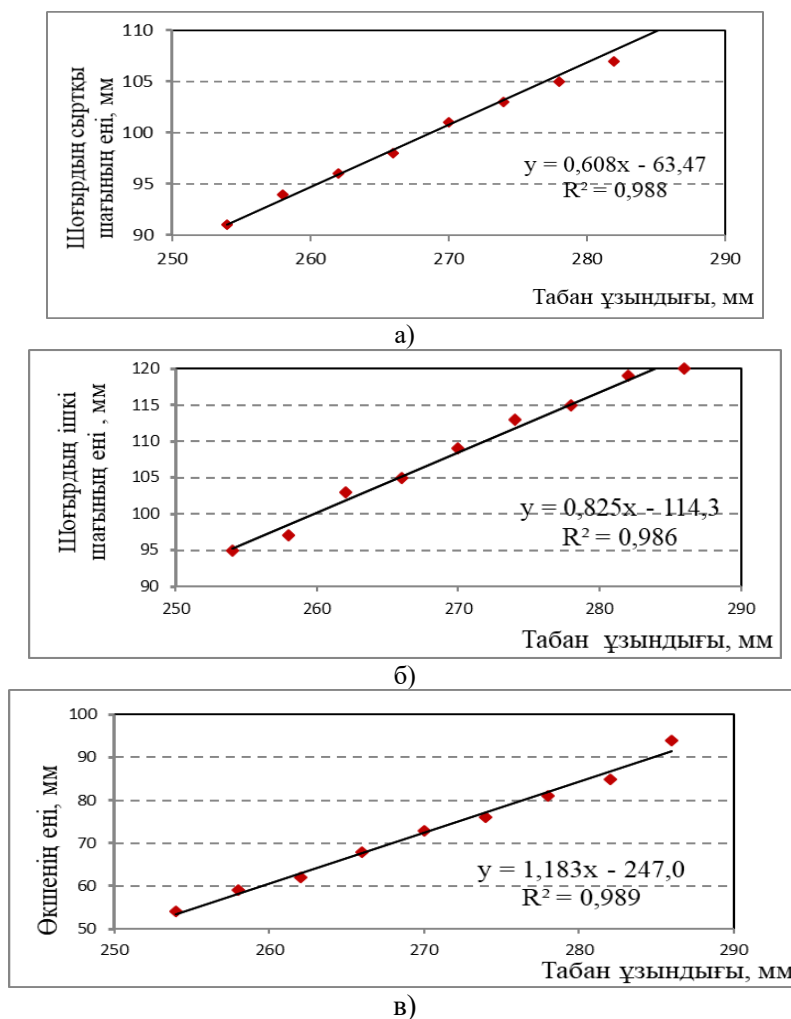 110
105
100
95
90
250
260
270
280
290
Шоғырдың сыртқы
шағының ені, мм
y = 0,608x - 63,47
R² = 0,988
Табан ұзындығы, мм
а)
120
115
110
105
100
95
90
250
260
270
280
290
Шоғырдың ішкі
шағының ені , мм
y = 0,825x - 114,3
R² = 0,986
Табан ұзындығы, мм
б)
100
90
80
70
60
50
250
260
270
280
290
Өкшенің ені, мм
y = 1,183x - 247,0
R² = 0,989
Табан ұзындығы, мм
в)